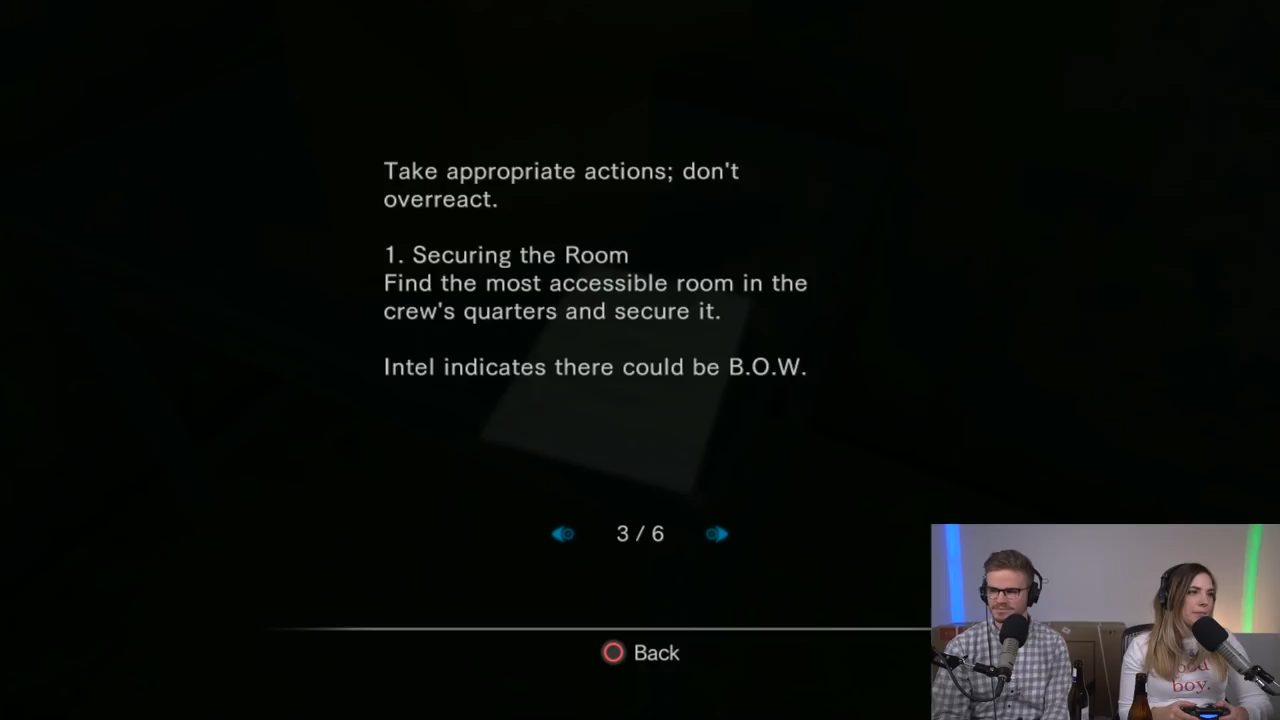 Take appropriate actions; don't
overreact.
1. Securing the Room
Find the most accessible room in the
crew's quarters and secure it.
Intel indicates there could be B.O.W.
3 / 6
Back
boy.